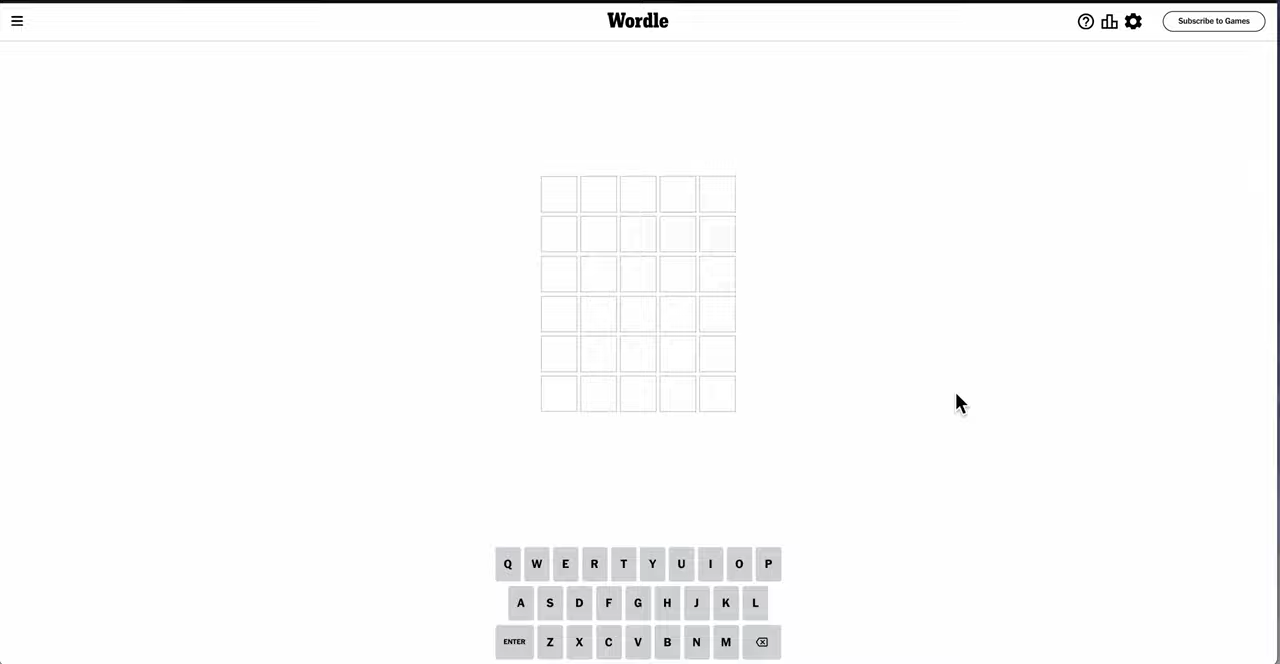 Wordle
? Subscribe to Games
Q W E R T Y U I O P
A S D F G H J K L
ENTER Z X C V B N M